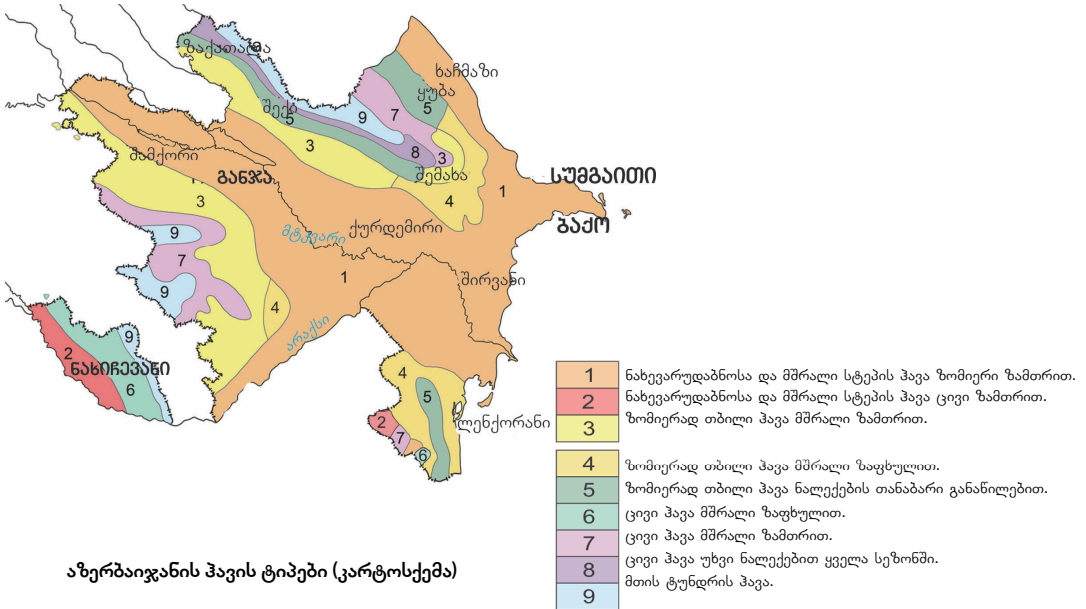 ზაქათალა
9
ხაჩმაზი
ყუბა
5
7
შექი
5
9
3
8
3
შემახა
4
1
სუმგაითი
ბაქო
შამქორი
განჯა
3
მტკვარი
ქურდემირი
9
7
9
1
შირვანი
4
არაქსი
9
2
ნახიჩევანი
6
4
5
ლენქორანი
2
7
6
1 ნახევარუდაბნოსა და მშრალი სტეპის ჰავა ზომიერი ზამთრით.
2 ნახევარუდაბნოსა და მშრალი სტეპის ჰავა ცივი ზამთრით.
3 ზომიერად თბილი ჰავა მშრალი ზამთრით.
4 ზომიერად თბილი ჰავა მშრალი ზაფხულით.
5 ზომიერად თბილი ჰავა ნალექების თანაბარი განაწილებით.
6 ცივი ჰავა მშრალი ზაფხულით.
7 ცივი ჰავა მშრალი ზამთრით.
8 ცივი ჰავა უხვი ნალექებით ყველა სეზონში.
9 მთის ტუნდრის ჰავა.
აზერბაიჯანის ჰავის ტიპები (კარტოსქემა)